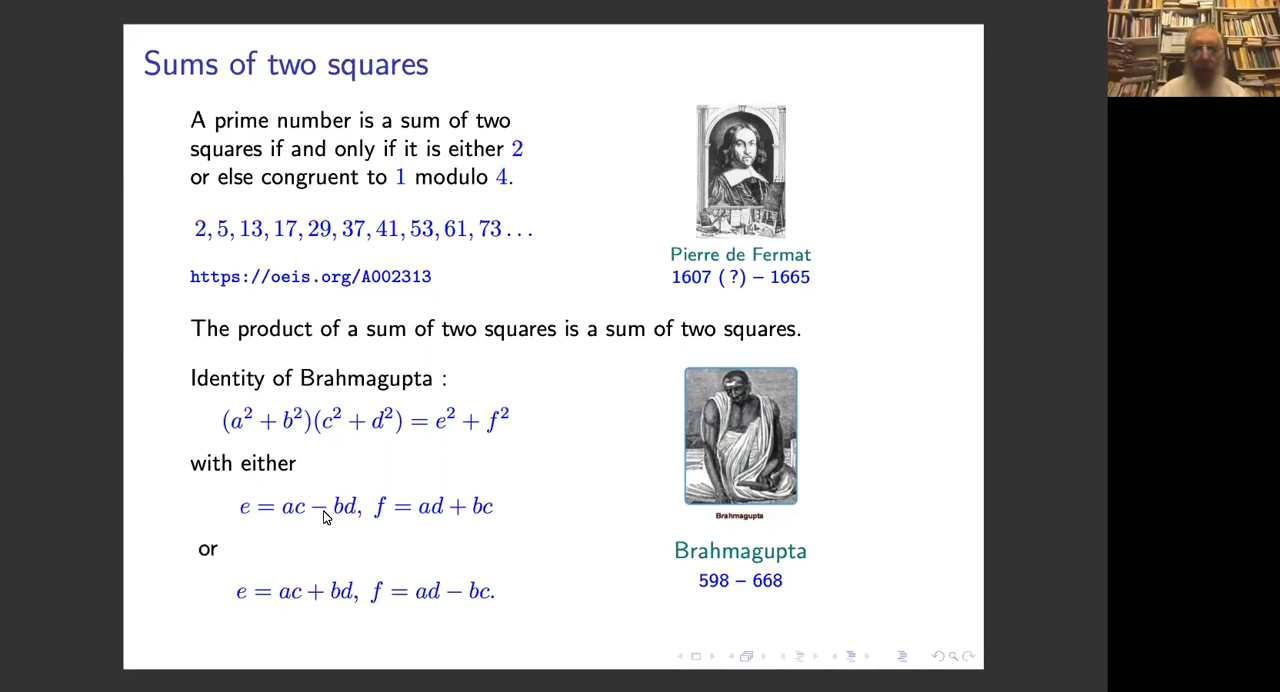 Sums of two squares
A prime number is a sum of two
squares if and only if it is either 2
or else congruent to 1 modulo 4.
2, 5, 13, 17, 29, 37, 41, 53, 61, 73 . . .
https://oeis.org/A002313
Pierre de Fermat
1607 (?) – 1665
The product of a sum of two squares is a sum of two squares.
Identity of Brahmagupta :
(a² + b²)(c² + d²) = e² + f²
with either
e = ac − bd, f = ad + bc
or
e = ac + bd, f = ad − bc.
Brahmagupta
Brahmagupta
598 – 668